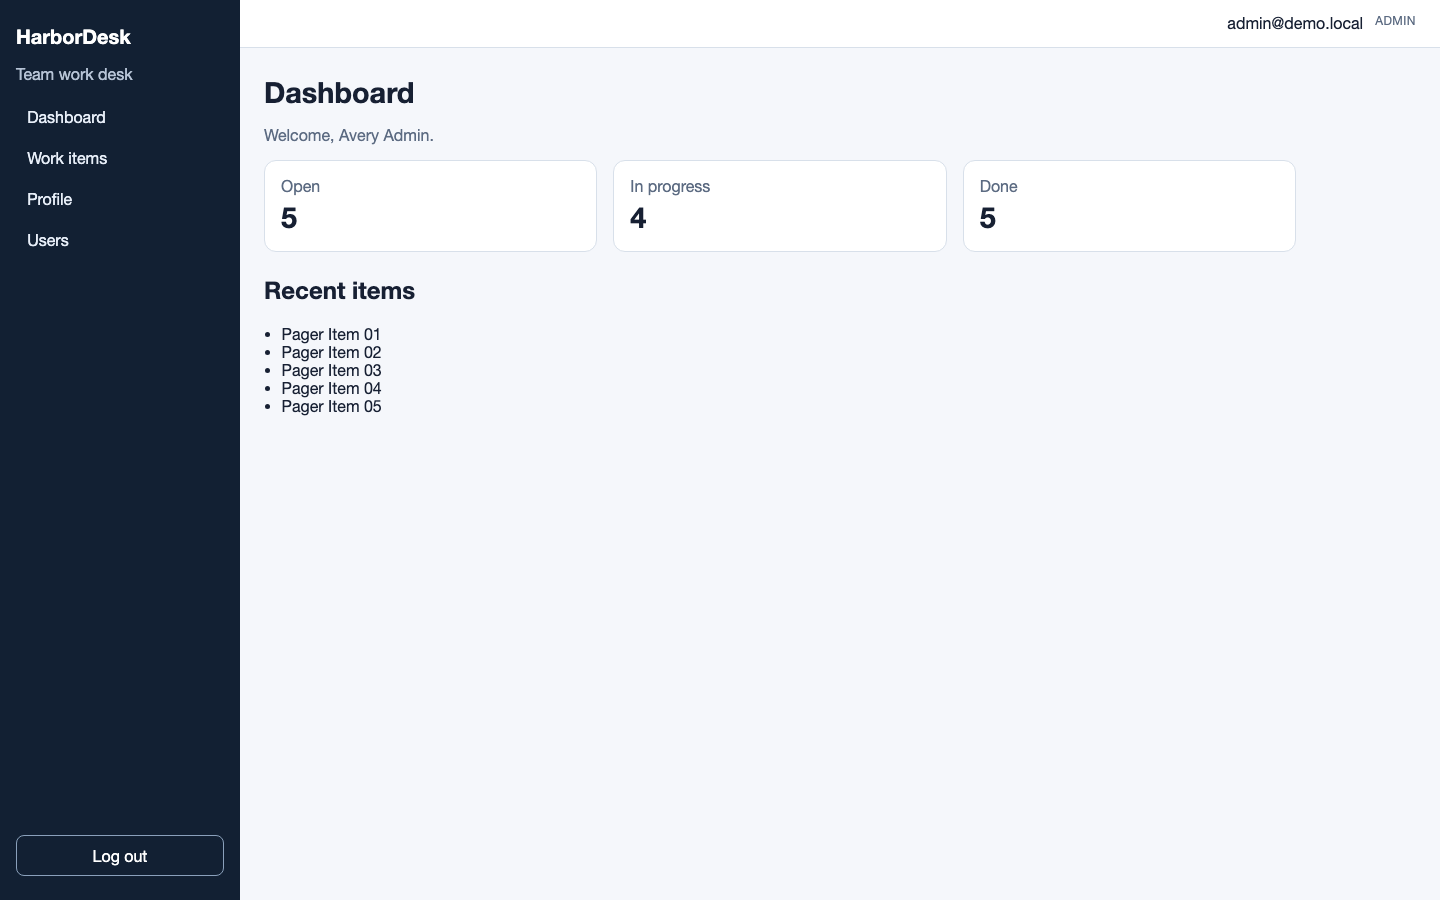 HarborDesk
Team work desk
Dashboard
Work items
Profile
Users
Log out
admin@demo.local ADMIN
Dashboard
Welcome, Avery Admin.
Open
5
In progress
4
Done
5
Recent items
Pager Item 01
Pager Item 02
Pager Item 03
Pager Item 04
Pager Item 05